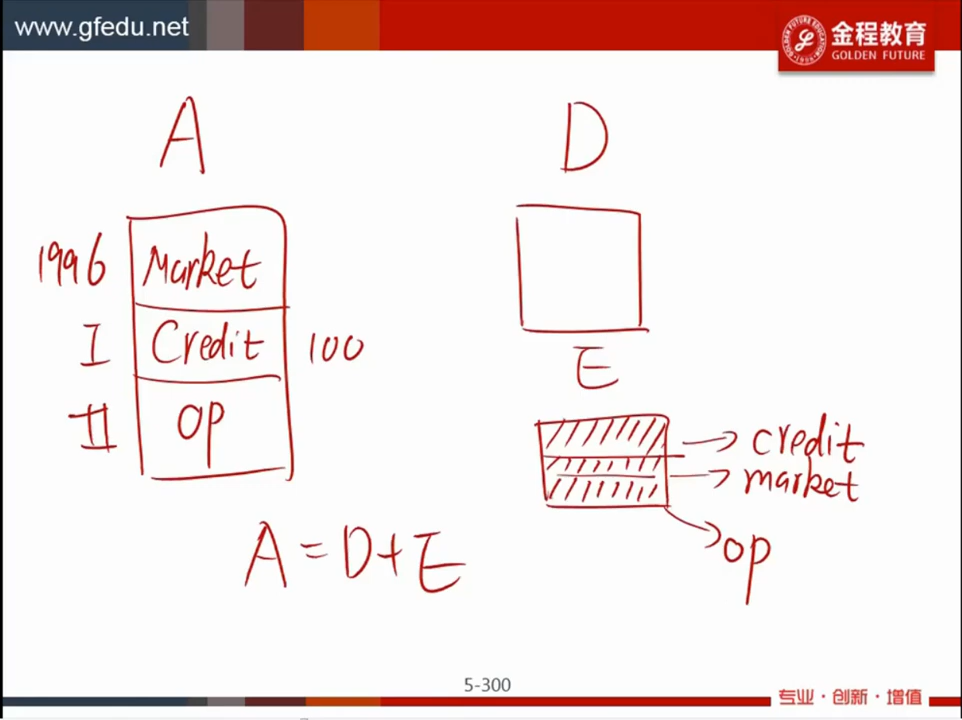 www.gfedu.net
金程教育
GOLDEN FUTURE
A
D
1996 Market
I Credit 100
II op
E
credit
market
op
A = D + E
5-300
专业·创新·增值